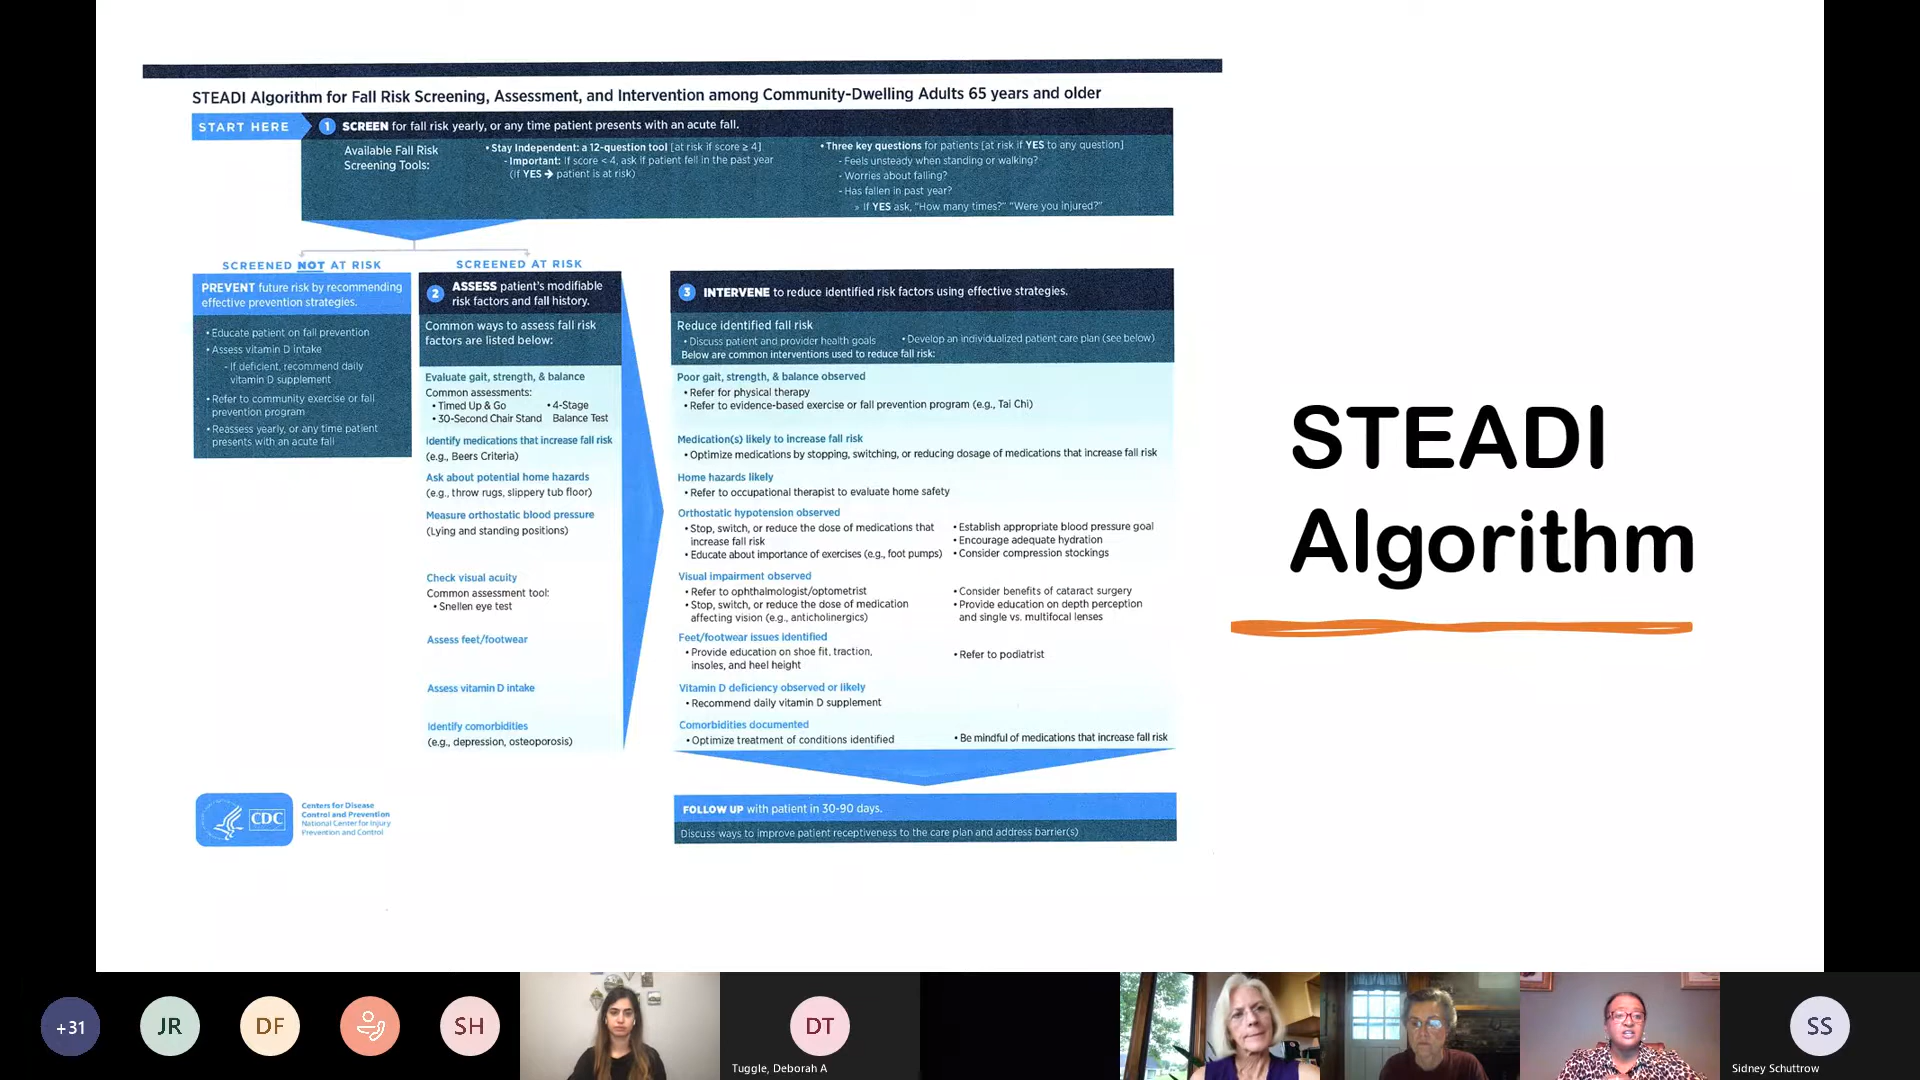 STEADI Algorithm for Fall Risk Screening, Assessment, and Intervention among Community-Dwelling Adults 65 years and older
START HERE
1 SCREEN for fall risk yearly, or any time patient presents with an acute fall.
Available Fall Risk
Screening Tools:
• Stay Independent: a 12-question tool [at risk if score ≥ 4]
- Important: If score < 4, ask if patient fell in the past year
(If YES → patient is at risk)
• Three key questions for patients [at risk if YES to any question]
- Feels unsteady when standing or walking?
- Worries about falling?
- Has fallen in past year?
» If YES ask, "How many times?" "Were you injured?"
SCREENED NOT AT RISK
PREVENT future risk by recommending
effective prevention strategies.
• Educate patient on fall prevention
• Assess vitamin D intake
- If deficient, recommend daily
vitamin D supplement
• Refer to community exercise or fall
prevention program
• Reassess yearly, or any time patient
presents with an acute fall
SCREENED AT RISK
2 ASSESS patient's modifiable
risk factors and fall history.
Common ways to assess fall risk
factors are listed below:
Evaluate gait, strength, & balance
Common assessments:
• Timed Up & Go
• 30-Second Chair Stand
• 4-Stage
Balance Test
Identify medications that increase fall risk
(e.g., Beers Criteria)
Ask about potential home hazards
(e.g., throw rugs, slippery tub floor)
Measure orthostatic blood pressure
(Lying and standing positions)
Check visual acuity
Common assessment tool:
• Snellen eye test
Assess feet/footwear
Assess vitamin D intake
Identify comorbidities
(e.g., depression, osteoporosis)
3 INTERVENE to reduce identified risk factors using effective strategies.
Reduce identified fall risk
• Discuss patient and provider health goals
• Develop an individualized patient care plan (see below)
Below are common interventions used to reduce fall risk:
Poor gait, strength, & balance observed
• Refer for physical therapy
• Refer to evidence-based exercise or fall prevention program (e.g., Tai Chi)
Medication(s) likely to increase fall risk
• Optimize medications by stopping, switching, or reducing dosage of medications that increase fall risk
Home hazards likely
• Refer to occupational therapist to evaluate home safety
Orthostatic hypotension observed
• Stop, switch, or reduce the dose of medications that
increase fall risk
• Educate about importance of exercises (e.g., foot pumps)
• Establish appropriate blood pressure goal
• Encourage adequate hydration
• Consider compression stockings
Visual impairment observed
• Refer to ophthalmologist/optometrist
• Stop, switch, or reduce the dose of medication
affecting vision (e.g., anticholinergics)
• Consider benefits of cataract surgery
• Provide education on depth perception
and single vs. multifocal lenses
Feet/footwear issues identified
• Provide education on shoe fit, traction,
insoles, and heel height
• Refer to podiatrist
Vitamin D deficiency observed or likely
• Recommend daily vitamin D supplement
Comorbidities documented
• Optimize treatment of conditions identified
• Be mindful of medications that increase fall risk
FOLLOW UP with patient in 30-90 days.
Discuss ways to improve patient receptiveness to the care plan and address barrier(s)
CDC
Centers for Disease
Control and Prevention
National Center for Injury
Prevention and Control
STEADI
Algorithm
+31
JR
DF
SH
DT
Tuggle, Deborah A
SS
Sidney Schuttrow